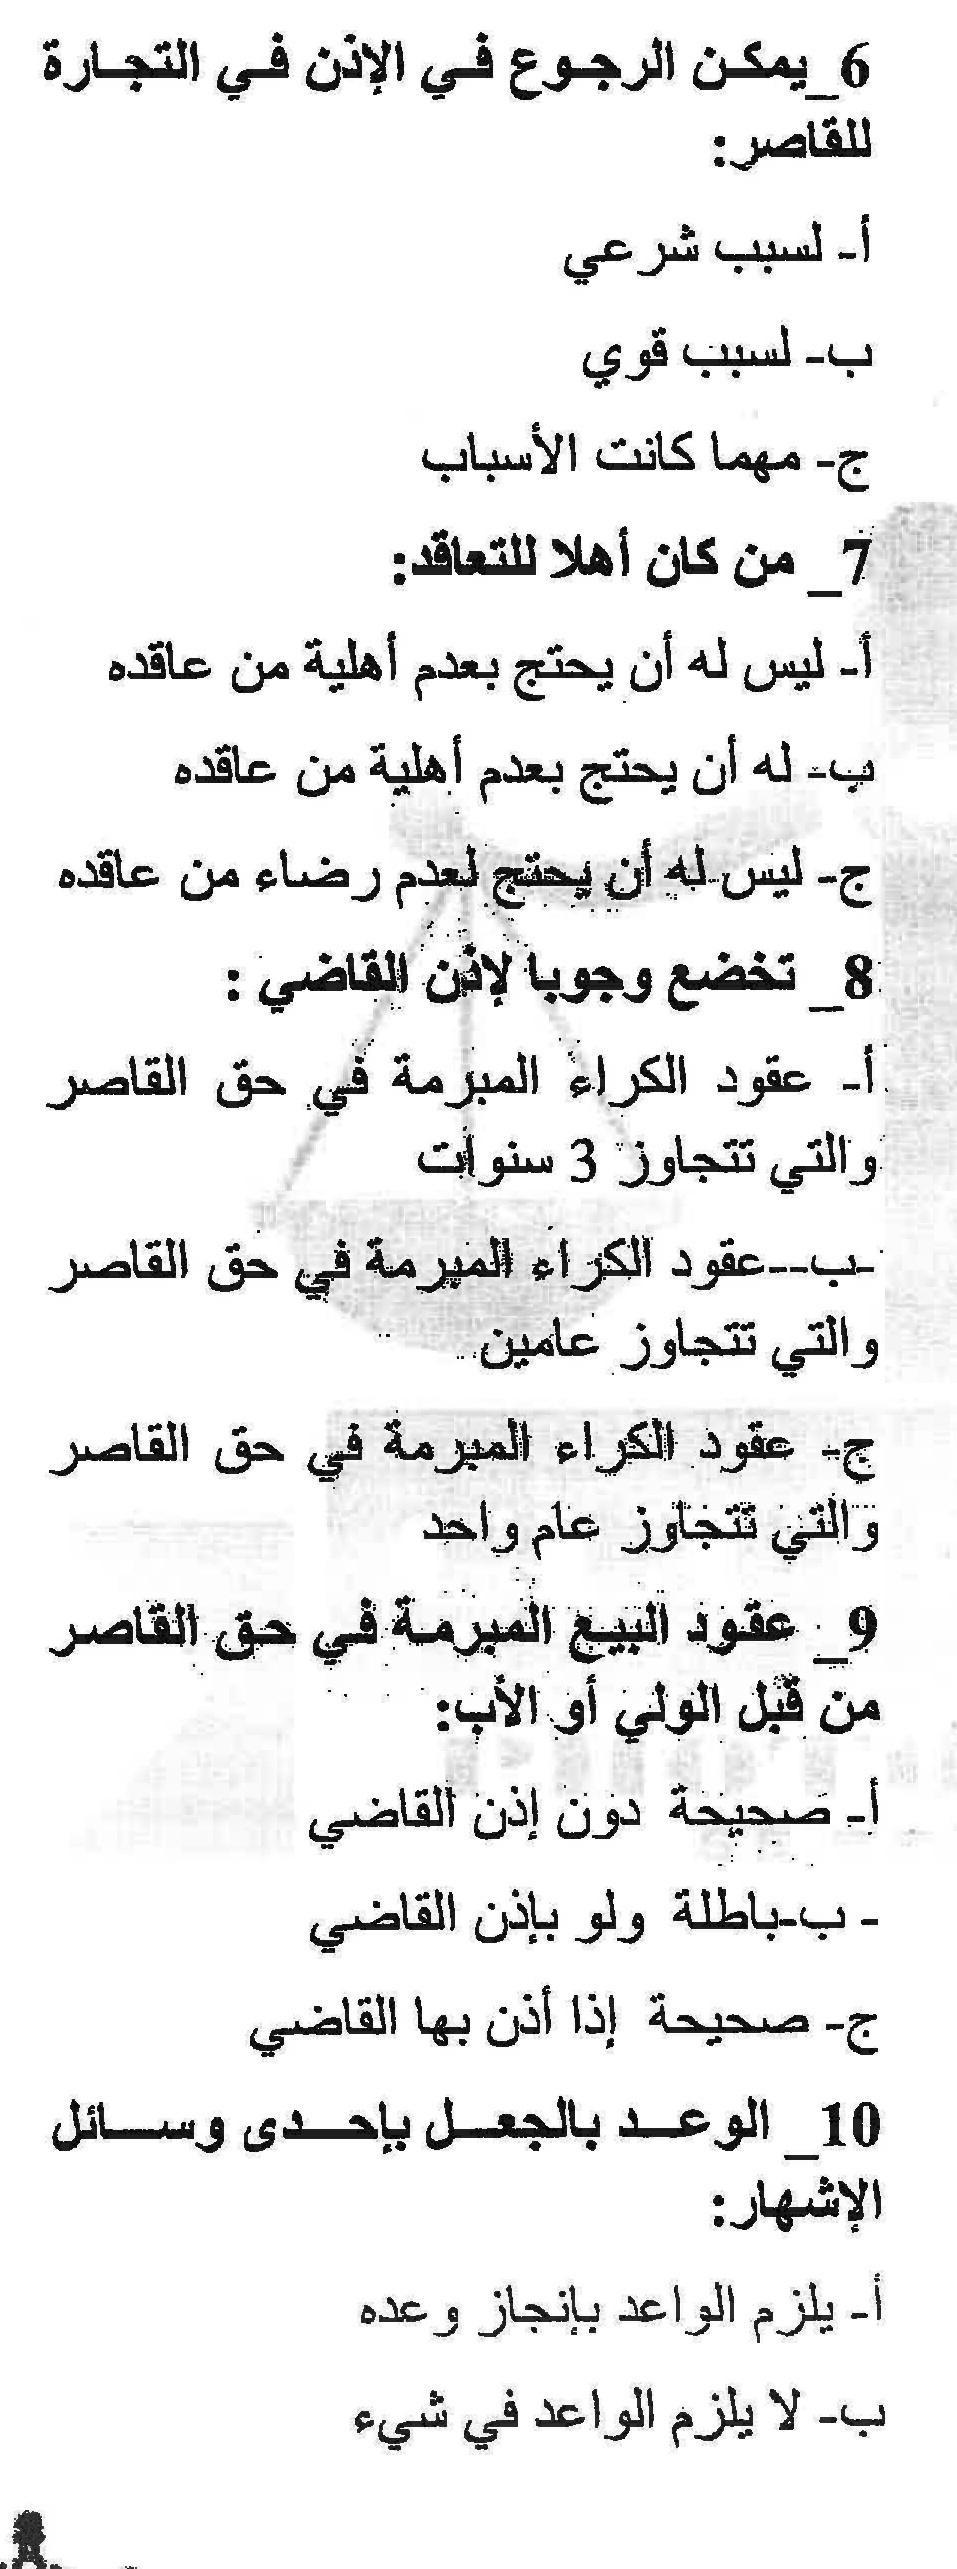 6_يمكن الرجوع في الإذن في التجارة
للقاصر:
أ- لسبب شرعي
ب- لسبب قوي
ج- مهما كانت الأسباب
7_ من كان أهلا للتعاقد:
أ- ليس له أن يحتج بعدم أهلية من عاقده
ب- له أن يحتج بعدم أهلية من عاقده
ج- ليس له أن يحتج لعدم رضاء من عاقده
8_ تخضع وجوبا لإذن القاضي :
أ- عقود الكراء المبرمة في حق القاصر
والتي تتجاوز 3 سنوات
-ب--عقود الكراء المبرمة في حق القاصر
والتي تتجاوز عامين
ج- عقود الكراء المبرمة في حق القاصر
والتي تتجاوز عام واحد
9_ عقود البيع المبرمة في حق القاصر
من قبل الولي أو الأب:
أ- صحيحة دون إذن القاضي
- ب-باطلة ولو بإذن القاضي
ج- صحيحة إذا أذن بها القاضي
10_ الوعد بالجعل بإحدى وسائل
الإشهار:
أ- يلزم الواعد بإنجاز وعده
ب- لا يلزم الواعد في شيء